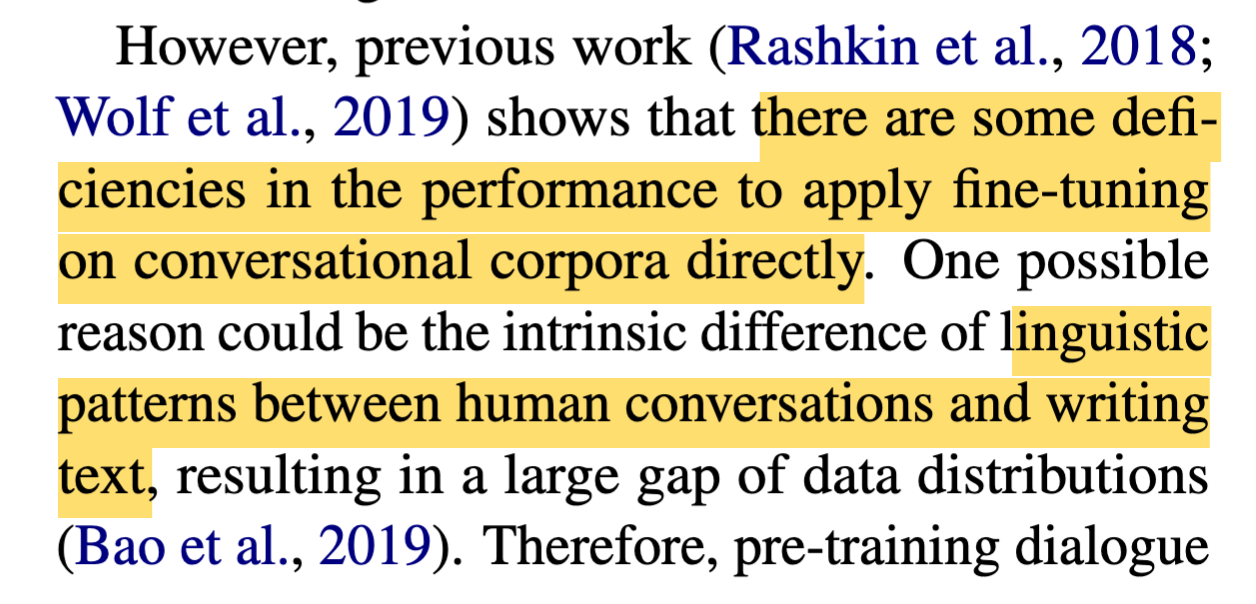 However, previous work (Rashkin et al., 2018;
Wolf et al., 2019) shows that there are some defi-
ciencies in the performance to apply fine-tuning
on conversational corpora directly. One possible
reason could be the intrinsic difference of linguistic
patterns between human conversations and writing
text, resulting in a large gap of data distributions
(Bao et al., 2019). Therefore, pre-training dialogue